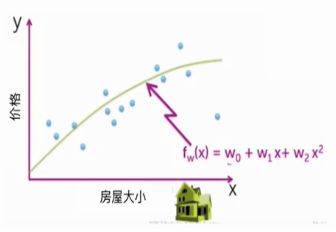 y
价格
f_w(x) = w_0 + w_1 x + w_2 x^2
房屋大小
x